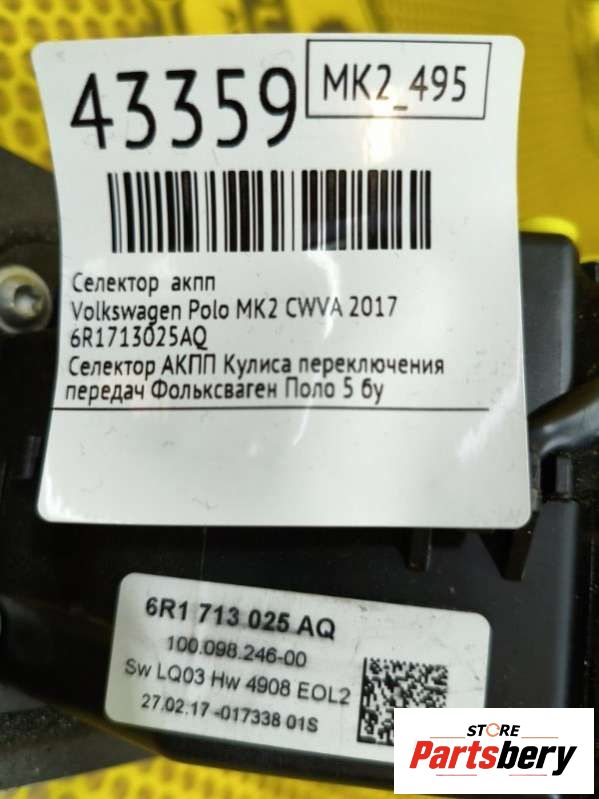 43359
MK2_495
Селектор акпп
Volkswagen Polo MK2 CWVA 2017
6R1713025AQ
Селектор АКПП Кулиса переключения
передач Фольксваген Поло 5 бу
6R1 713 025 AQ
100.098.246-00
Sw LQ03 Hw 4908 EOL2
27.02.17 -017338 01S
STORE
Partsbery